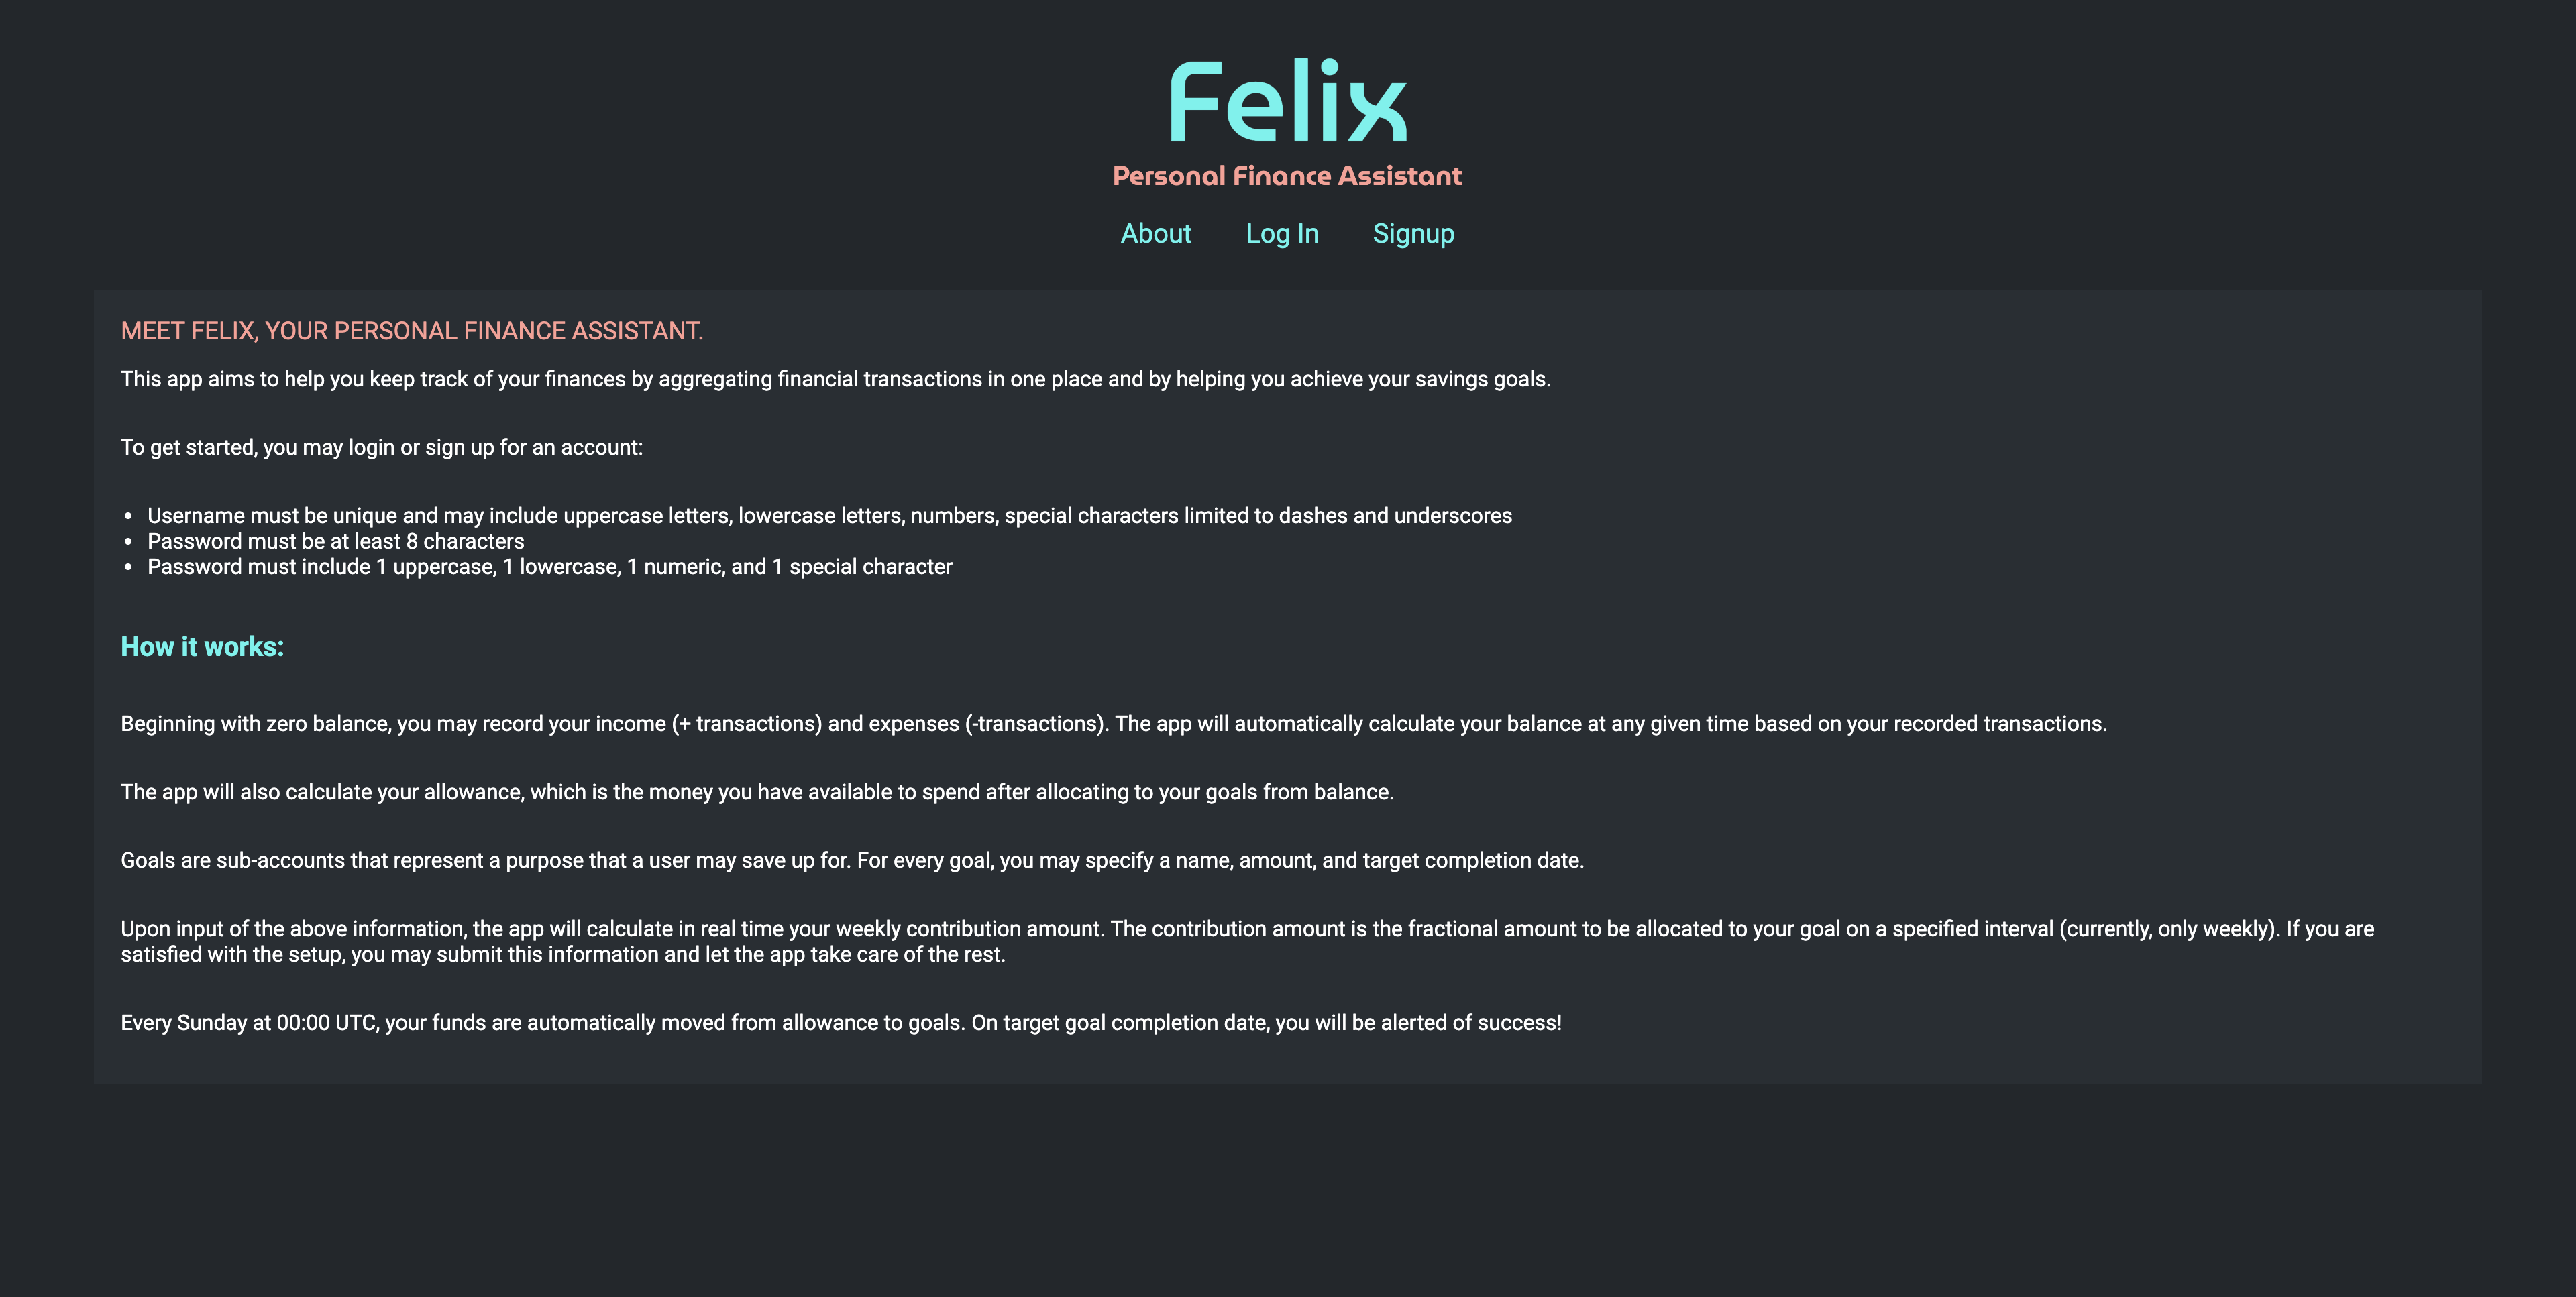 Felix
Personal Finance Assistant
About Log In Signup
MEET FELIX, YOUR PERSONAL FINANCE ASSISTANT.
This app aims to help you keep track of your finances by aggregating financial transactions in one place and by helping you achieve your savings goals.
To get started, you may login or sign up for an account:
• Username must be unique and may include uppercase letters, lowercase letters, numbers, special characters limited to dashes and underscores
• Password must be at least 8 characters
• Password must include 1 uppercase, 1 lowercase, 1 numeric, and 1 special character
How it works:
Beginning with zero balance, you may record your income (+ transactions) and expenses (-transactions). The app will automatically calculate your balance at any given time based on your recorded transactions.
The app will also calculate your allowance, which is the money you have available to spend after allocating to your goals from balance.
Goals are sub-accounts that represent a purpose that a user may save up for. For every goal, you may specify a name, amount, and target completion date.
Upon input of the above information, the app will calculate in real time your weekly contribution amount. The contribution amount is the fractional amount to be allocated to your goal on a specified interval (currently, only weekly). If you are
satisfied with the setup, you may submit this information and let the app take care of the rest.
Every Sunday at 00:00 UTC, your funds are automatically moved from allowance to goals. On target goal completion date, you will be alerted of success!